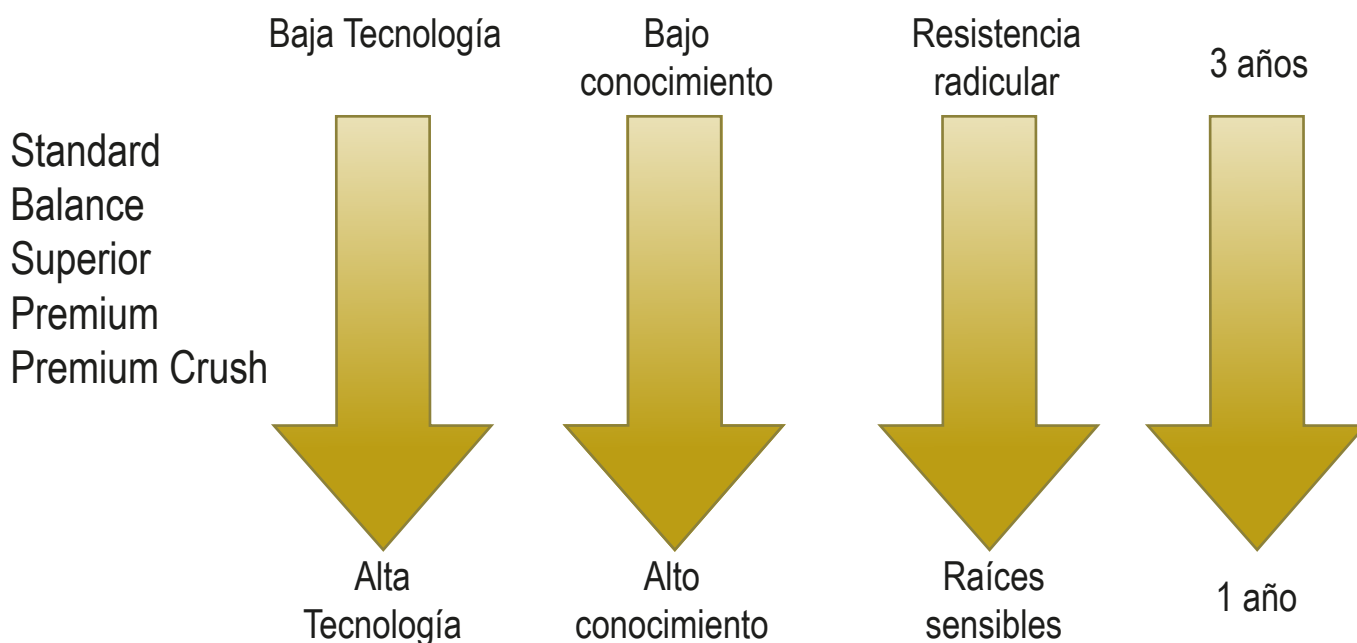 Baja Tecnología
Bajo
conocimiento
Resistencia
radicular
3 años
Standard
Balance
Superior
Premium
Premium Crush
Alta
Tecnología
Alto
conocimiento
Raíces
sensibles
1 año